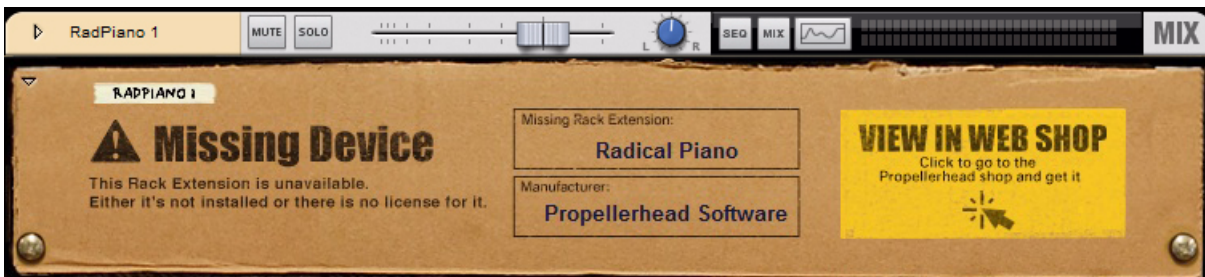 RadPiano 1
MUTE
SOLO
L
R
SEQ
MIX
MIX
RADPIANO 1
Missing Device
This Rack Extension is unavailable.
Either it's not installed or there is no license for it.
Missing Rack Extension:
Radical Piano
Manufacturer:
Propellerhead Software
VIEW IN WEB SHOP
Click to go to the
Propellerhead shop and get it